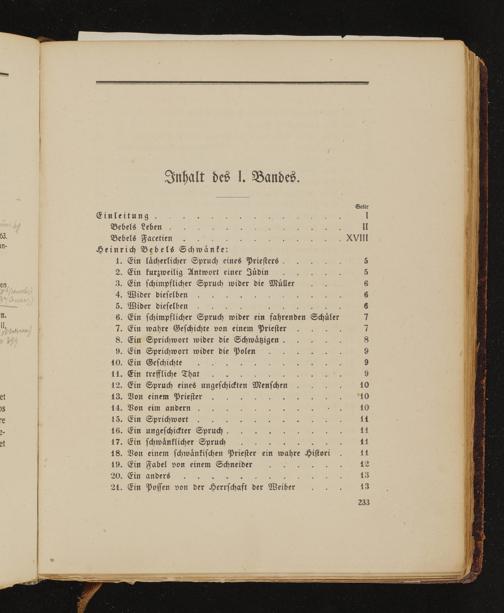 Inhalt des I. Bandes.
Seite
Einleitung . . . . . . . . . . . . . . I
Bebels Leben . . . . . . . . . . . . . II
Bebels Facetien . . . . . . . . . . . . XVIII
Heinrich Bebels Schwänke:
1. Ein lächerlicher Spruch eines Priesters . . . . . 5
2. Ein kurzweilig Antwort einer Jüdin . . . . . . 5
3. Ein schimpflicher Spruch wider die Müller . . . . 6
4. Wider dieselben . . . . . . . . . . . 6
5. Wider dieselben . . . . . . . . . . . 6
6. Ein schimpflicher Spruch wider ein fahrenden Schüler 7
7. Ein wahre Geschichte von einem Priester . . . . 7
8. Ein Sprichwort wider die Schwätzigen . . . . . 8
9. Ein Sprichwort wider die Polen . . . . . . . 9
10. Ein Geschichte . . . . . . . . . . . . 9
11. Ein treffliche That . . . . . . . . . . 9
12. Ein Spruch eines ungeschickten Menschen . . . . 10
13. Von einem Priester . . . . . . . . . . 10
14. Von eim andern . . . . . . . . . . . 10
15. Ein Sprichwort . . . . . . . . . . . 11
16. Ein ungeschickter Spruch . . . . . . . . . 11
17. Ein schwänklicher Spruch . . . . . . . . 11
18. Von einem schwänkischen Priester ein wahre Histori . 11
19. Ein Fabel von einem Schneider . . . . . . . 12
20. Ein anders . . . . . . . . . . . . . 13
21. Ein Possen von der Herrschaft der Weiber . . . 13
233